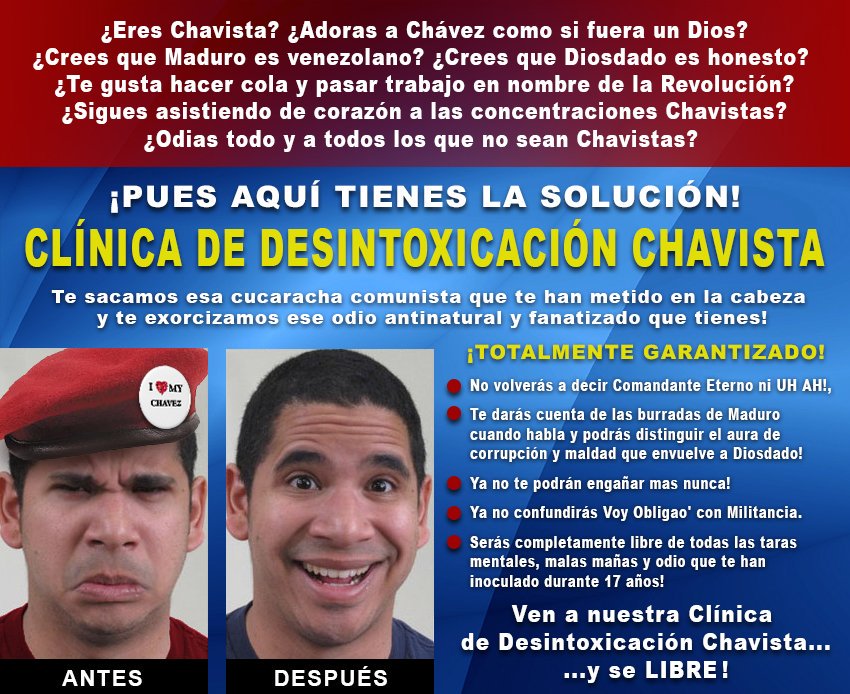 ¿Eres Chavista? ¿Adoras a Chávez como si fuera un Dios?
¿Crees que Maduro es venezolano? ¿Crees que Diosdado es honesto?
¿Te gusta hacer cola y pasar trabajo en nombre de la Revolución?
¿Sigues asistiendo de corazón a las concentraciones Chavistas?
¿Odias todo y a todos los que no sean Chavistas?
¡PUES AQUÍ TIENES LA SOLUCIÓN!
CLÍNICA DE DESINTOXICACIÓN CHAVISTA
Te sacamos esa cucaracha comunista que te han metido en la cabeza
y te exorcizamos ese odio antinatural y fanatizado que tienes!
I MY
CHAVEZ
ANTES
DESPUÉS
¡TOTALMENTE GARANTIZADO!
No volverás a decir Comandante Eterno ni UH AH!,
Te darás cuenta de las burradas de Maduro
cuando habla y podrás distinguir el aura de
corrupción y maldad que envuelve a Diosdado!
Ya no te podrán engañar mas nunca!
Ya no confundirás Voy Obligao' con Militancia.
Serás completamente libre de todas las taras
mentales, malas mañas y odio que te han
inoculado durante 17 años!
Ven a nuestra Clínica
de Desintoxicación Chavista...
...y se LIBRE!